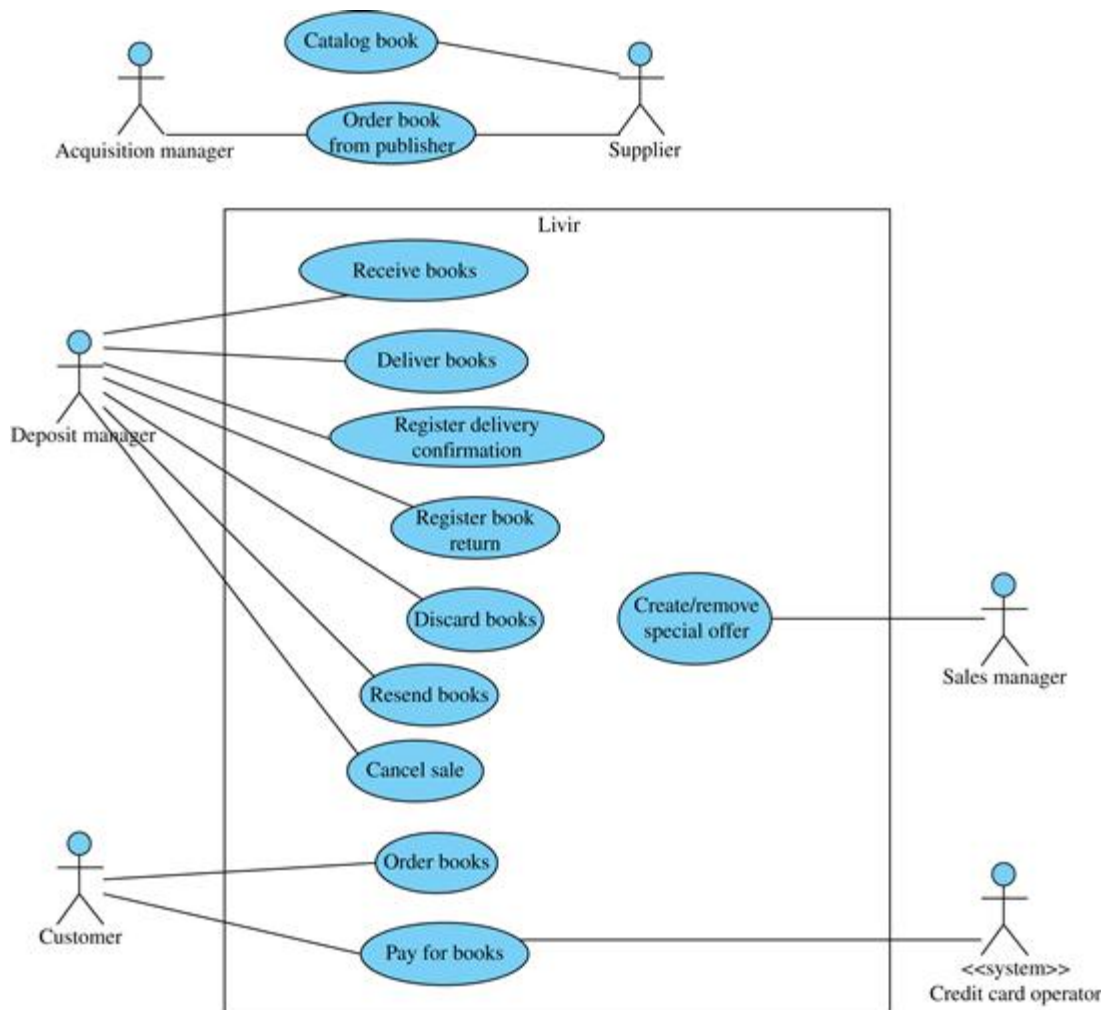 Catalog book
Order book
from publisher
Acquisition manager
Supplier
Livir
Receive books
Deliver books
Deposit manager
Register delivery
confirmation
Register book
return
Discard books
Create/remove
special offer
Sales manager
Resend books
Cancel sale
Order books
Customer
Pay for books
<<system>>
Credit card operator